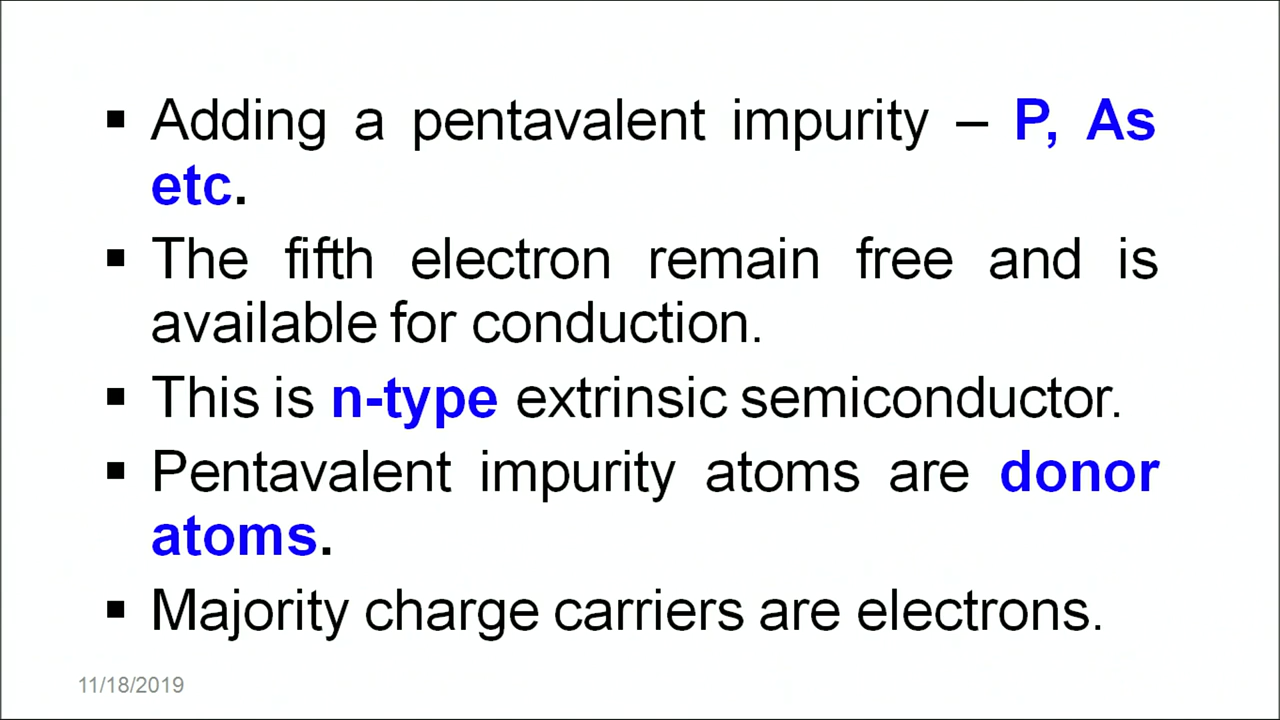 ▪ Adding a pentavalent impurity – P, As
etc.
▪ The fifth electron remain free and is
available for conduction.
▪ This is n-type extrinsic semiconductor.
▪ Pentavalent impurity atoms are donor
atoms.
▪ Majority charge carriers are electrons.
11/18/2019